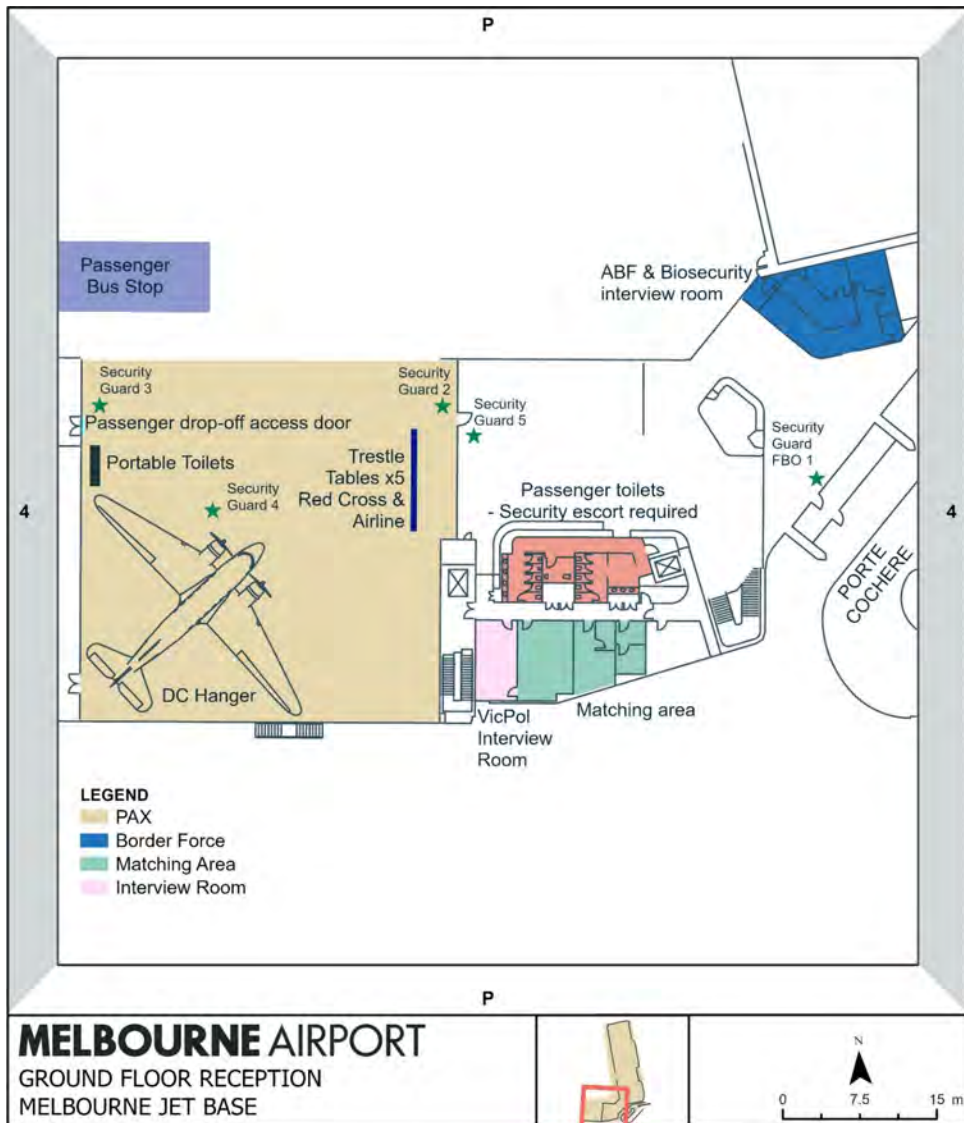 P
Passenger
Bus Stop
ABF & Biosecurity
interview room
Security
Guard 3
Security
Guard 2
Security
Guard 5
Passenger drop-off access door
Security
Guard
FBO 1
Portable Toilets
Trestle
Tables x5
Red Cross &
Airline
Security
Guard 4
Passenger toilets
- Security escort required
4
4
PORTE
COCHERE
DC Hanger
VicPol
Interview
Room
Matching area
LEGEND
PAX
Border Force
Matching Area
Interview Room
P
MELBOURNE AIRPORT
GROUND FLOOR RECEPTION
MELBOURNE JET BASE
N
0 7.5 15 m